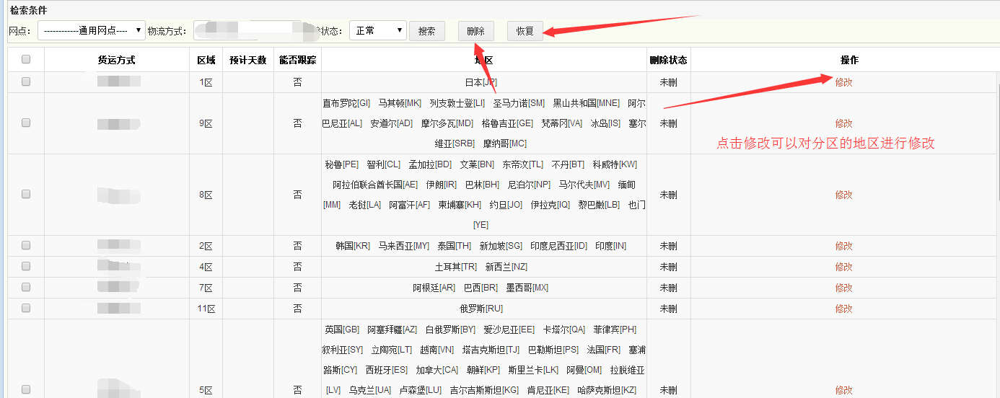 检索条件
网点： ------------通用网点---- 物流方式： 状态： 正常 搜索 删除 恢复
货运方式 区域 预计天数 能否跟踪 地区 删除状态 操作
1区 否 日本[JP] 未删 修改
直布罗陀[GI] 马其顿[MK] 列支敦士登[LI] 圣马力诺[SM] 黑山共和国[MNE] 阿尔
9区 否 巴尼亚[AL] 安道尔[AD] 摩尔多瓦[MD] 格鲁吉亚[GE] 梵蒂冈[VA] 冰岛[IS] 塞尔 未删 修改
维亚[SRB] 摩纳哥[MC]
点击修改可以对分区的地区进行修改
秘鲁[PE] 智利[CL] 孟加拉[BD] 文莱[BN] 东帝汶[TL] 不丹[BT] 科威特[KW]
阿拉伯联合酋长国[AE] 伊朗[IR] 巴林[BH] 尼泊尔[NP] 马尔代夫[MV] 缅甸
8区 否 未删 修改
[MM] 老挝[LA] 阿富汗[AF] 柬埔寨[KH] 约旦[JO] 伊拉克[IQ] 黎巴嫩[LB] 也门
[YE]
2区 否 韩国[KR] 马来西亚[MY] 泰国[TH] 新加坡[SG] 印度尼西亚[ID] 印度[IN] 未删 修改
4区 否 土耳其[TR] 新西兰[NZ] 未删 修改
7区 否 阿根廷[AR] 巴西[BR] 墨西哥[MX] 未删 修改
11区 否 俄罗斯[RU] 未删 修改
英国[GB] 阿塞拜疆[AZ] 白俄罗斯[BY] 爱沙尼亚[EE] 卡塔尔[QA] 菲律宾[PH]
叙利亚[SY] 立陶宛[LT] 越南[VN] 塔吉克斯坦[TJ] 巴勒斯坦[PS] 法国[FR] 塞浦
路斯[CY] 西班牙[ES] 加拿大[CA] 朝鲜[KP] 斯里兰卡[LK] 阿曼[OM] 拉脱维亚
5区 否 [LV] 乌克兰[UA] 卢森堡[LU] 吉尔吉斯斯坦[KG] 肯尼亚[KE] 哈萨克斯坦[KZ] 未删 修改